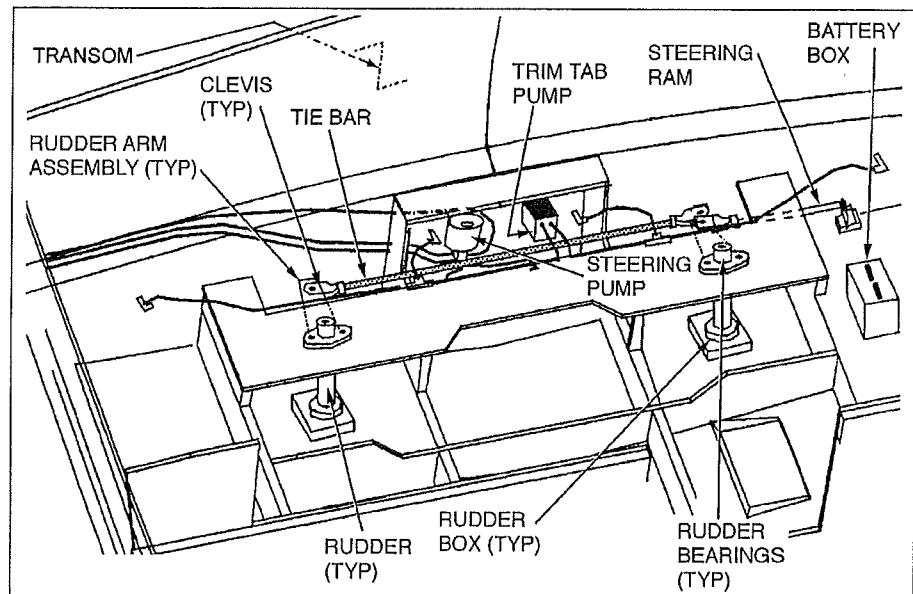 TRANSOM
CLEVIS
(TYP)
TIE BAR
RUDDER ARM
ASSEMBLY (TYP)
TRIM TAB
PUMP
STEERING
RAM
BATTERY
BOX
STEERING
PUMP
RUDDER
(TYP)
RUDDER
BOX (TYP)
RUDDER
BEARINGS
(TYP)